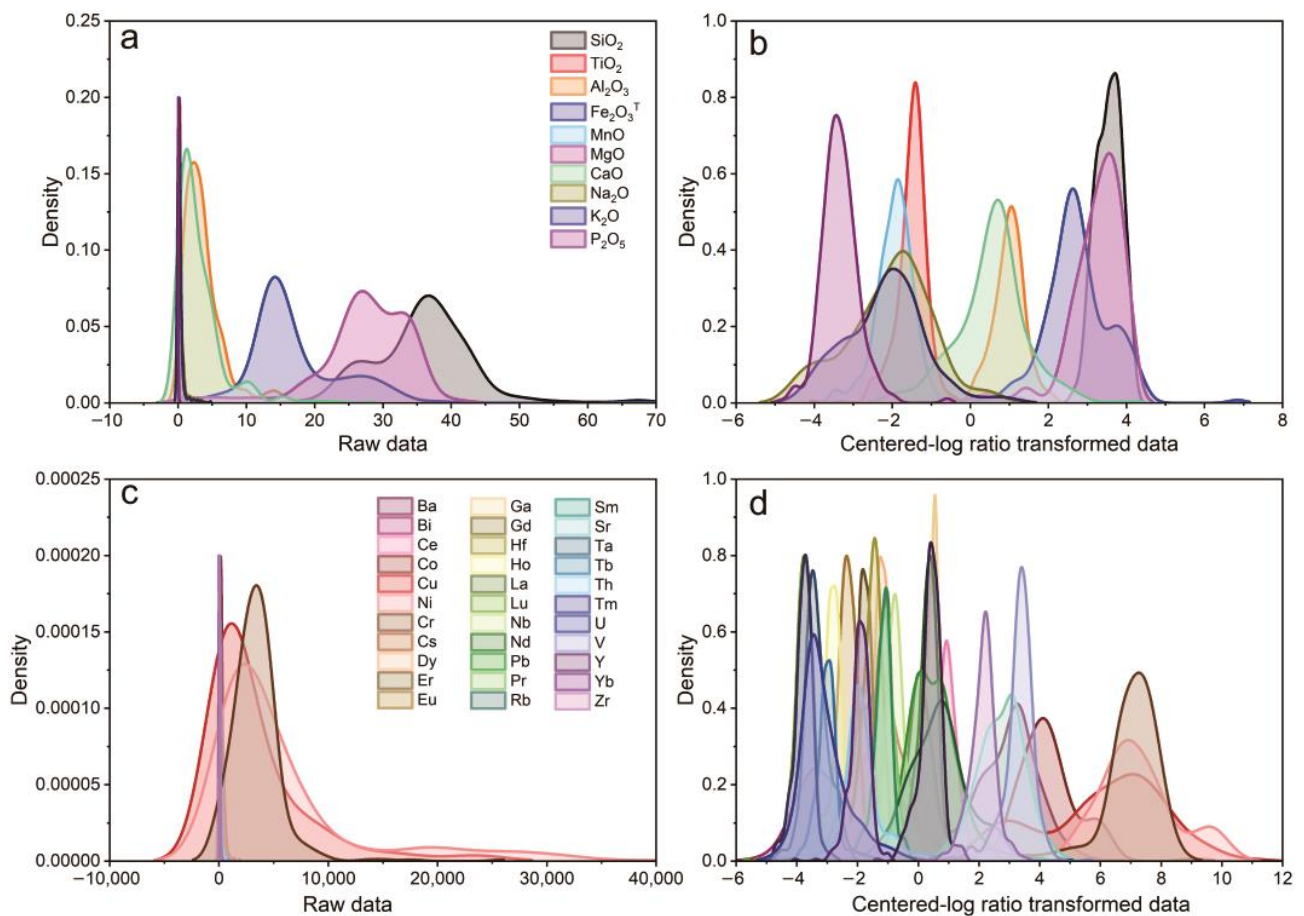 a
0.25
0.20
0.15
0.10
0.05
0.00
Density
−10 0 10 20 30 40 50 60 70
Raw data
SiO₂
TiO₂
Al₂O₃
Fe₂O₃ᵀ
MnO
MgO
CaO
Na₂O
K₂O
P₂O₅
b
1.0
0.8
0.6
0.4
0.2
0.0
Density
−6 −4 −2 0 2 4 6 8
Centered-log ratio transformed data
c
0.00025
0.00020
0.00015
0.00010
0.00005
0.00000
Density
−10,000 0 10,000 20,000 30,000 40,000
Raw data
Ba
Bi
Ce
Co
Cu
Ni
Cr
Cs
Dy
Er
Eu
Ga
Gd
Hf
Ho
La
Lu
Nb
Nd
Pb
Pr
Rb
Sm
Sr
Ta
Tb
Th
Tm
U
V
Y
Yb
Zr
d
1.0
0.8
0.6
0.4
0.2
0.0
Density
−6 −4 −2 0 2 4 6 8 10 12
Centered-log ratio transformed data